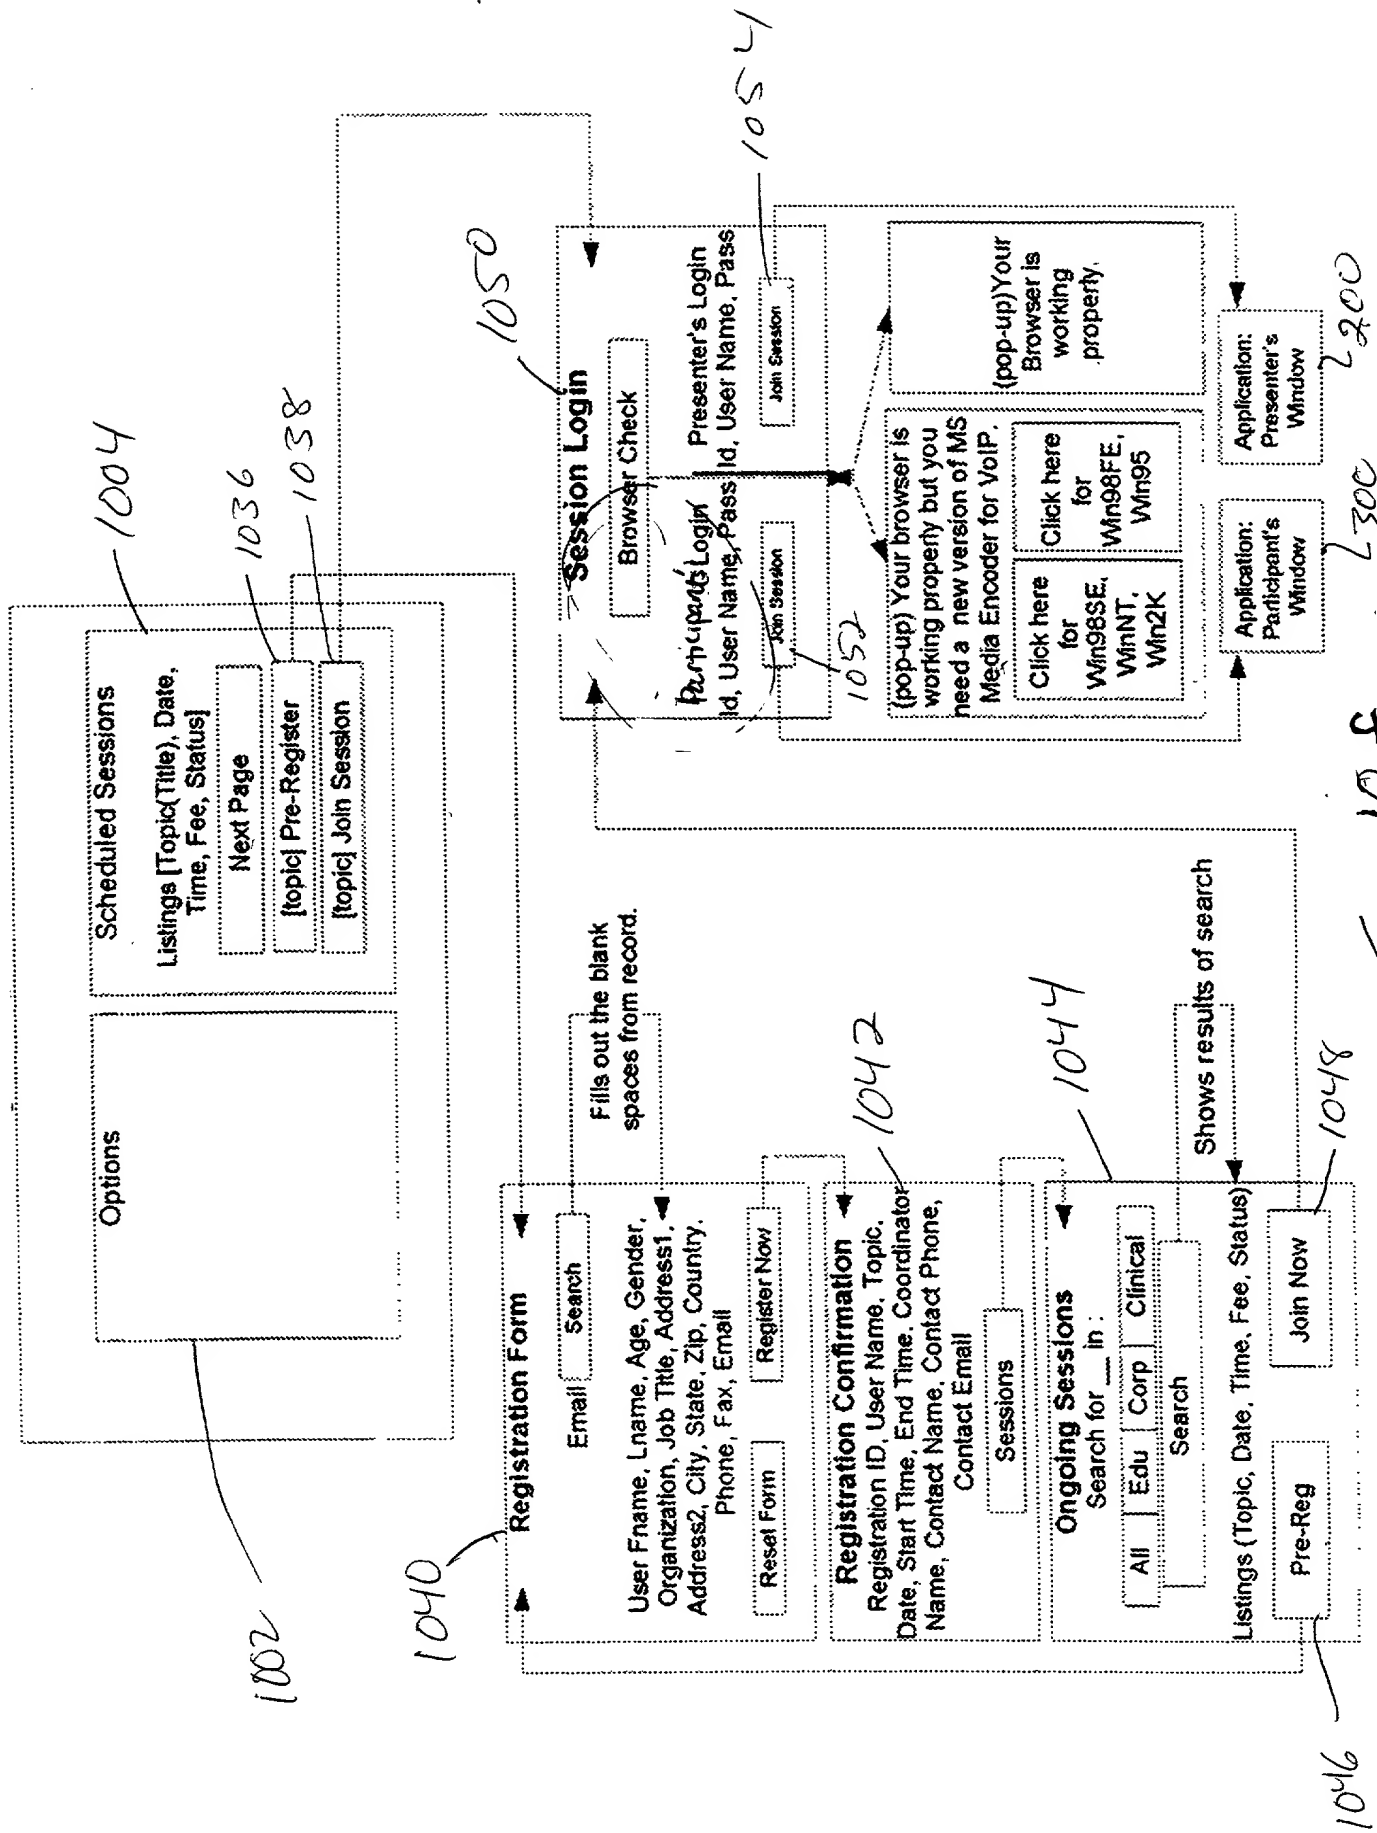 Options
Scheduled Sessions
Listings [Topic(Title), Date,
Time, Fee, Status]
Next Page
[topic] Pre-Register
[topic] Join Session
1002
1004
1036
1038
1040
Registration Form
Email
Search
Fills out the blank
spaces from record.
User Fname, Lname, Age, Gender,
Organization, Job Title, Address1,
Address2, City, State, Zip, Country,
Phone, Fax, Email
Reset Form
Register Now
Registration Confirmation
Registration ID, User Name, Topic,
Date, Start Time, End Time, Coordinator
Name, Contact Name, Contact Phone,
Contact Email
Sessions
1042
Ongoing Sessions
Search for __ in :
All
Edu
Corp
Clinical
Search
1044
Shows results of search
Listings (Topic, Date, Time, Fee, Status)
Pre-Reg
Join Now
1046
1048
1050
Session Login
Browser Check
Participant's Login
Id, User Name, Pass
Presenter's Login
Id, User Name, Pass
Join Session
Join Session
1052
1054
(pop-up) Your browser is
working properly but you
need a new version of MS
Media Encoder for VoIP.
Click here
for
Win98SE,
WinNT,
Win2K
Click here
for
Win98FE,
Win95
(pop-up)Your
Browser is
working
properly.
Application:
Participant's
Window
Application:
Presenter's
Window
300
200